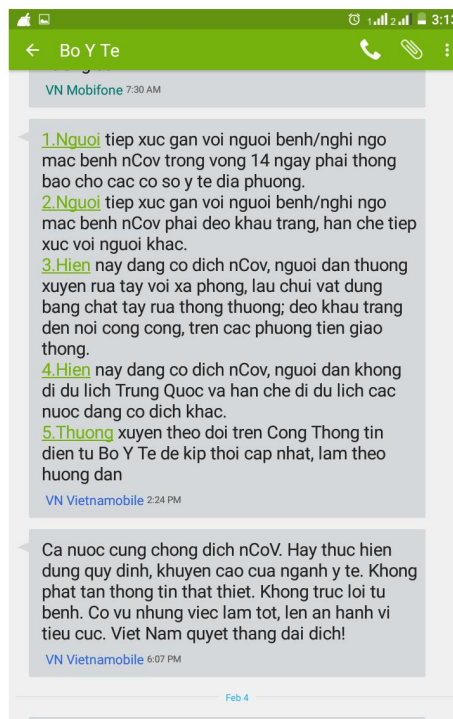 1 2 3:13
Bo Y Te
VN Mobifone 7:30 AM
1.Nguoi tiep xuc gan voi nguoi benh/nghi ngo
mac benh nCov trong vong 14 ngay phai thong
bao cho cac co so y te dia phuong.
2.Nguoi tiep xuc gan voi nguoi benh/nghi ngo
mac benh nCov phai deo khau trang, han che tiep
xuc voi nguoi khac.
3.Hien nay dang co dich nCov, nguoi dan thuong
xuyen rua tay voi xa phong, lau chui vat dung
bang chat tay rua thong thuong; deo khau trang
den noi cong cong, tren cac phuong tien giao
thong.
4.Hien nay dang co dich nCov, nguoi dan khong
di du lich Trung Quoc va han che di du lich cac
nuoc dang co dich khac.
5.Thuong xuyen theo doi tren Cong Thong tin
dien tu Bo Y Te de kip thoi cap nhat, lam theo
huong dan
VN Vietnamobile 2:24 PM
Ca nuoc cung chong dich nCoV. Hay thuc hien
dung quy dinh, khuyen cao cua nganh y te. Khong
phat tan thong tin that thiet. Khong truc loi tu
benh. Co vu nhung viec lam tot, len an hanh vi
tieu cuc. Viet Nam quyet thang dai dich!
VN Vietnamobile 6:07 PM
Feb 4